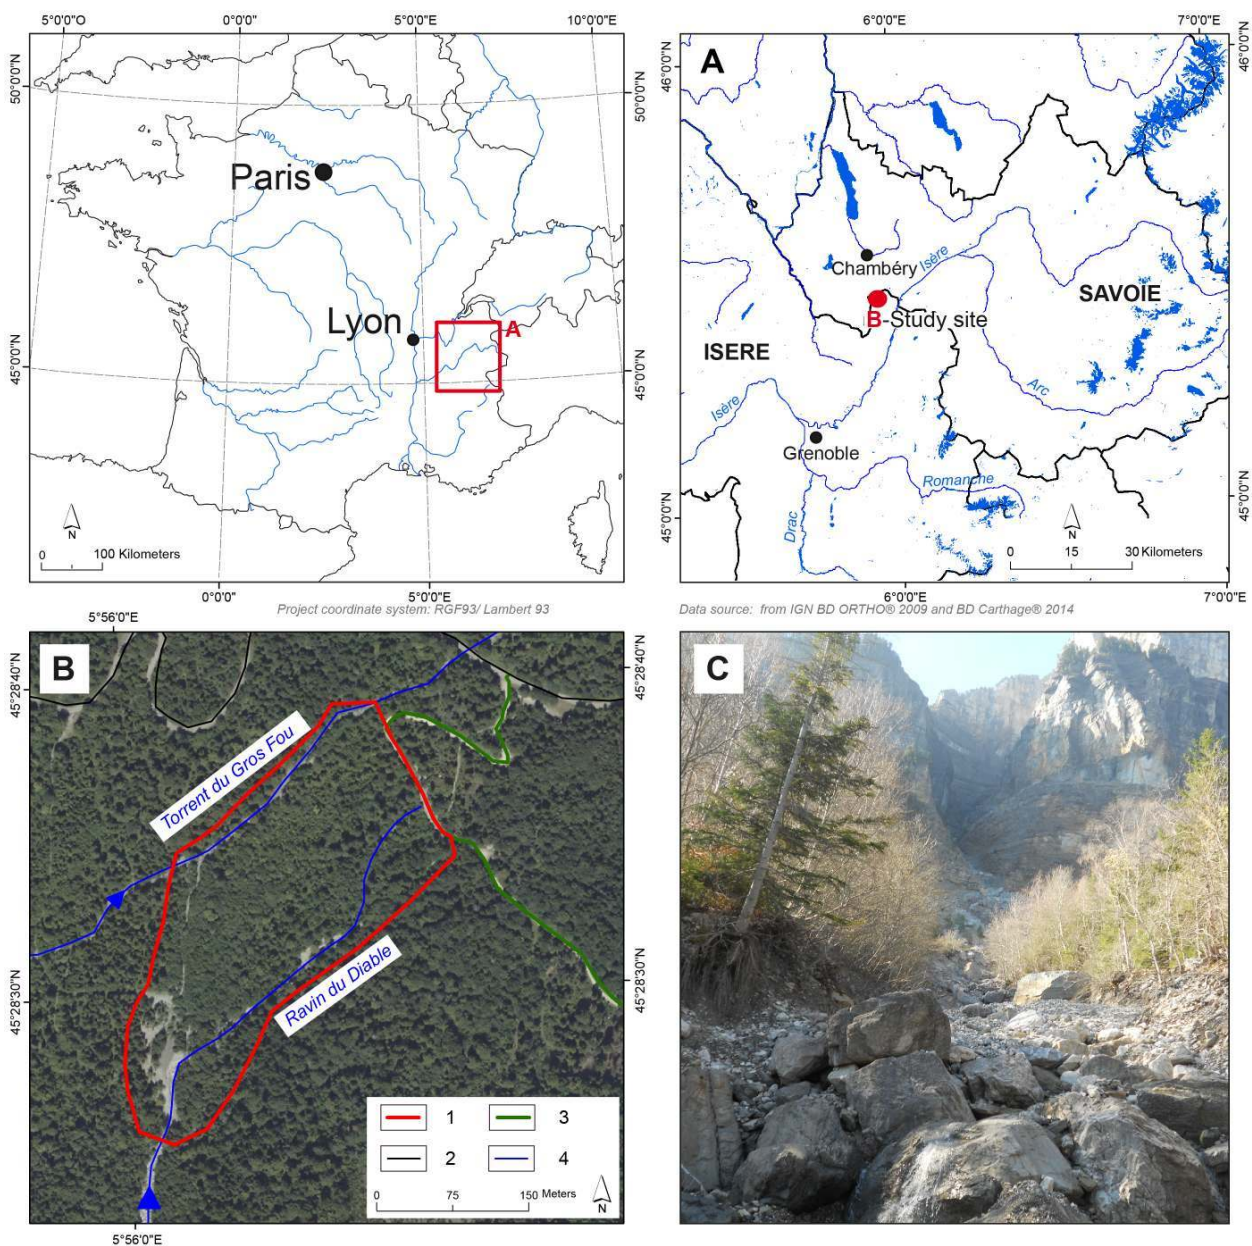 5°0'0"O
0°0'0"
5°0'0"E
10°0'0"E
50°0'0"N
50°0'0"N
Paris
Lyon
A
45°0'0"N
45°0'0"N
N
0
100 Kilometers
0°0'0"
5°0'0"E
Project coordinate system: RGF93/ Lambert 93
6°0'0"E
7°0'0"E
A
46°0'0"N
46°0'0"N
Chambéry
Isère
SAVOIE
B-Study site
ISERE
Isère
Arc
Grenoble
Romanche
Drac
N
0
15
30 Kilometers
45°0'0"N
45°0'0"N
6°0'0"E
7°0'0"E
Data source: from IGN BD ORTHO® 2009 and BD Carthage® 2014
5°56'0"E
B
45°28'40"N
45°28'40"N
Torrent du Gros Fou
Ravin du Diable
45°28'30"N
45°28'30"N
1
3
2
4
0
75
150 Meters
N
5°56'0"E
C